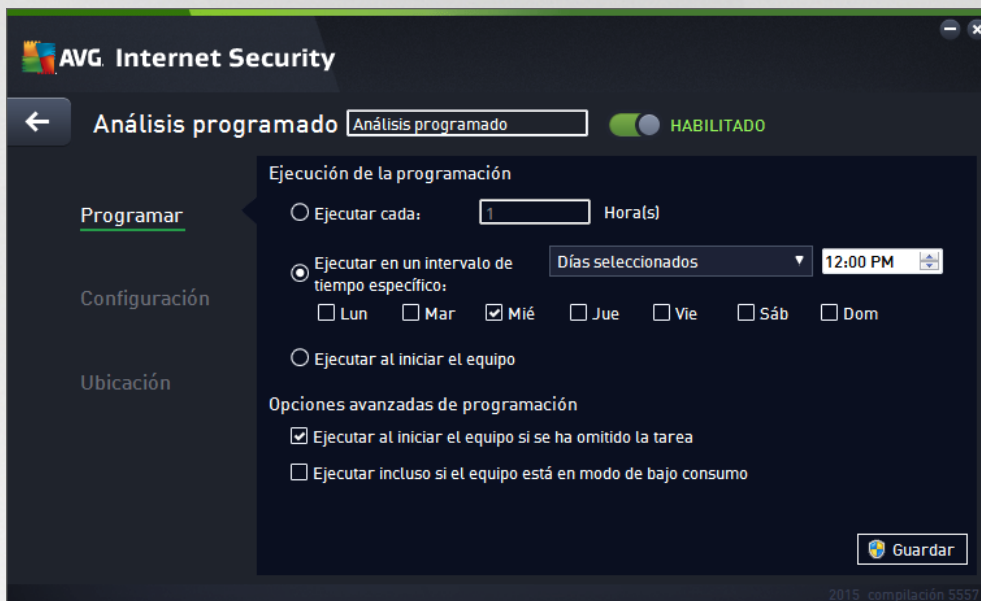 AVG. Internet Security
Análisis programado Análisis programado HABILITADO
Programar
Configuración
Ubicación
Ejecución de la programación
Ejecutar cada: 1 Hora(s)
Ejecutar en un intervalo de
tiempo específico:
Días seleccionados 12:00 PM
Lun Mar Mié Jue Vie Sáb Dom
Ejecutar al iniciar el equipo
Opciones avanzadas de programación
Ejecutar al iniciar el equipo si se ha omitido la tarea
Ejecutar incluso si el equipo está en modo de bajo consumo
Guardar
2015 compilación 5557